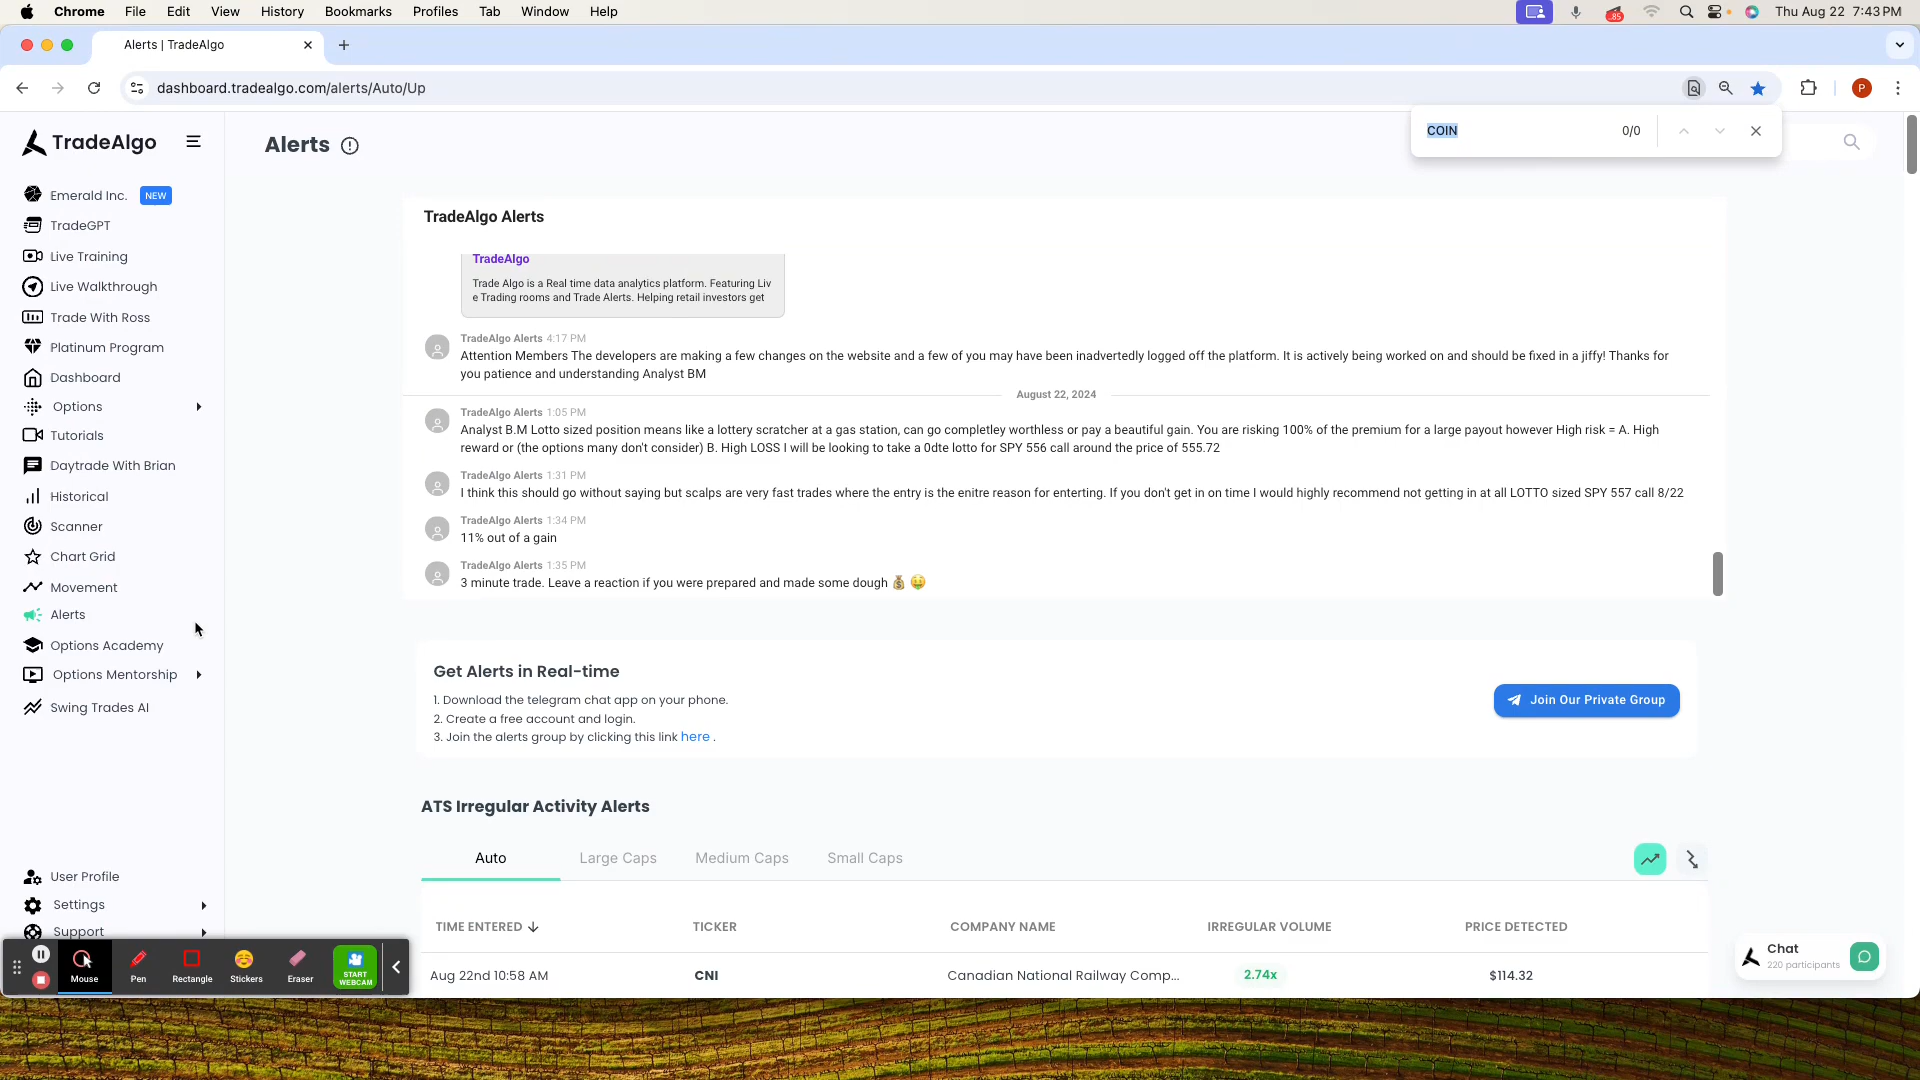 Chrome File Edit View History Bookmarks Profiles Tab Window Help
.85
Thu Aug 22 7:43 PM
Alerts | TradeAlgo
dashboard.tradealgo.com/alerts/Auto/Up
P
COIN 0/0
TradeAlgo
Alerts
Emerald Inc. NEW
TradeGPT
Live Training
Live Walkthrough
Trade With Ross
Platinum Program
Dashboard
Options
Tutorials
Daytrade With Brian
Historical
Scanner
Chart Grid
Movement
Alerts
Options Academy
Options Mentorship
Swing Trades AI
User Profile
Settings
Support
TradeAlgo Alerts
TradeAlgo
Trade Algo is a Real time data analytics platform. Featuring Liv
e Trading rooms and Trade Alerts. Helping retail investors get
TradeAlgo Alerts 4:17 PM
Attention Members The developers are making a few changes on the website and a few of you may have been inadvertedly logged off the platform. It is actively being worked on and should be fixed in a jiffy! Thanks for
you patience and understanding Analyst BM
August 22, 2024
TradeAlgo Alerts 1:05 PM
Analyst B.M Lotto sized position means like a lottery scratcher at a gas station, can go completley worthless or pay a beautiful gain. You are risking 100% of the premium for a large payout however High risk = A. High
reward or (the options many don't consider) B. High LOSS I will be looking to take a 0dte lotto for SPY 556 call around the price of 555.72
TradeAlgo Alerts 1:31 PM
I think this should go without saying but scalps are very fast trades where the entry is the enitre reason for enterting. If you don't get in on time I would highly recommend not getting in at all LOTTO sized SPY 557 call 8/22
TradeAlgo Alerts 1:34 PM
11% out of a gain
TradeAlgo Alerts 1:35 PM
3 minute trade. Leave a reaction if you were prepared and made some dough 💰 🤑
Get Alerts in Real-time
1. Download the telegram chat app on your phone.
2. Create a free account and login.
3. Join the alerts group by clicking this link here .
Join Our Private Group
ATS Irregular Activity Alerts
Auto Large Caps Medium Caps Small Caps
TIME ENTERED TICKER COMPANY NAME IRREGULAR VOLUME PRICE DETECTED
Aug 22nd 10:58 AM CNI Canadian National Railway Comp... 2.74x $114.32
Chat
220 participants
Mouse Pen Rectangle Stickers Eraser START WEBCAM